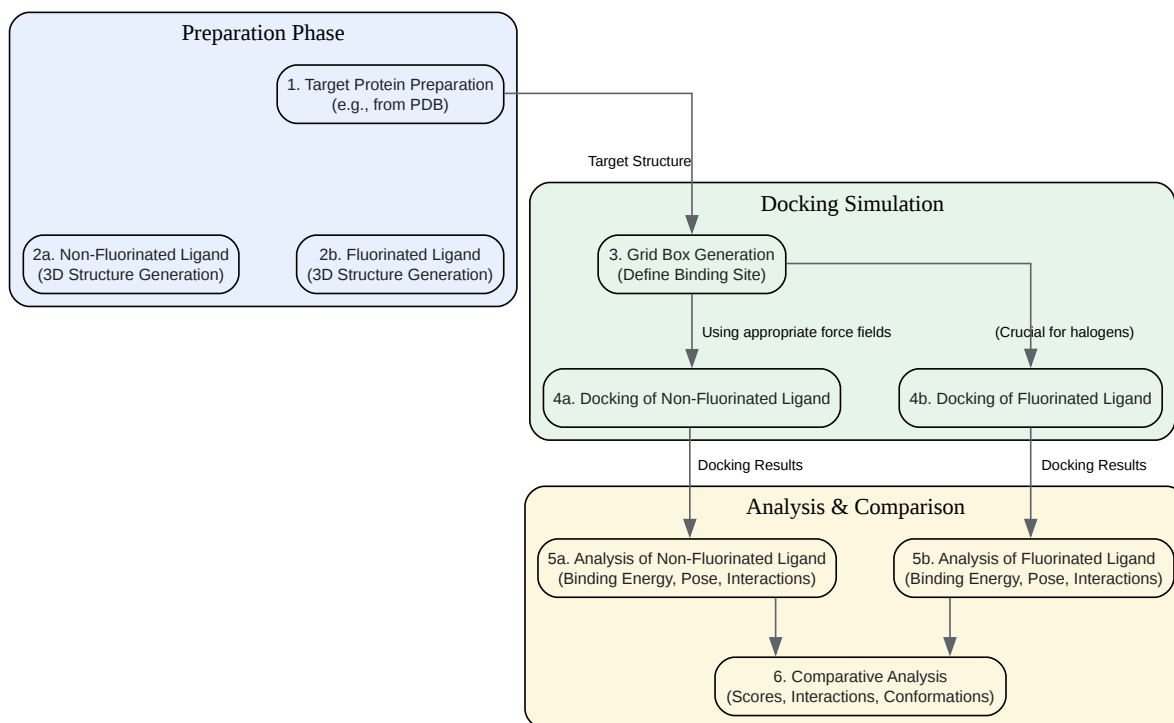 Preparation Phase
1. Target Protein Preparation
(e.g., from PDB)
Target Structure
2a. Non-Fluorinated Ligand
(3D Structure Generation)
2b. Fluorinated Ligand
(3D Structure Generation)
Docking Simulation
3. Grid Box Generation
(Define Binding Site)
Using appropriate force fields
(Crucial for halogens)
4a. Docking of Non-Fluorinated Ligand
4b. Docking of Fluorinated Ligand
Docking Results
Docking Results
Analysis & Comparison
5a. Analysis of Non-Fluorinated Ligand
(Binding Energy, Pose, Interactions)
5b. Analysis of Fluorinated Ligand
(Binding Energy, Pose, Interactions)
6. Comparative Analysis
(Scores, Interactions, Conformations)